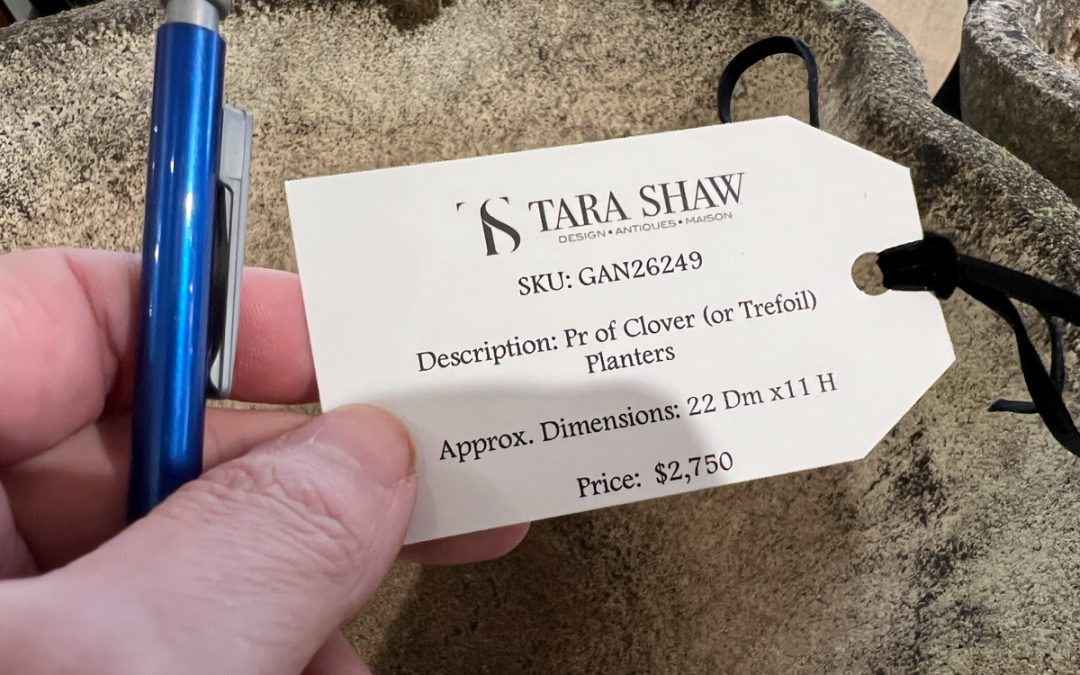 TS TARA SHAW
DESIGN ▪ ANTIQUES ▪ MAISON
SKU: GAN26249
Description: Pr of Clover (or Trefoil)
Planters
Approx. Dimensions: 22 Dm x11 H
Price: $2,750